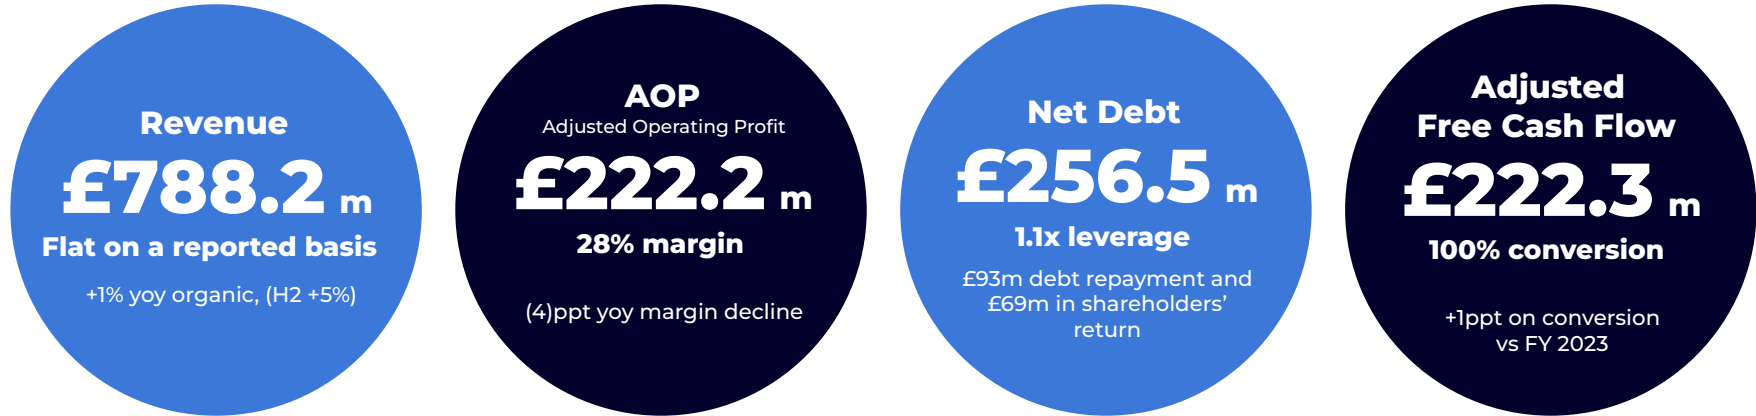 Revenue
£788.2 m
Flat on a reported basis
+1% yoy organic, (H2 +5%)
AOP
Adjusted Operating Profit
£222.2 m
28% margin
(4)ppt yoy margin decline
Net Debt
£256.5 m
1.1x leverage
£93m debt repayment and
£69m in shareholders’
return
Adjusted
Free Cash Flow
£222.3 m
100% conversion
+1ppt on conversion
vs FY 2023